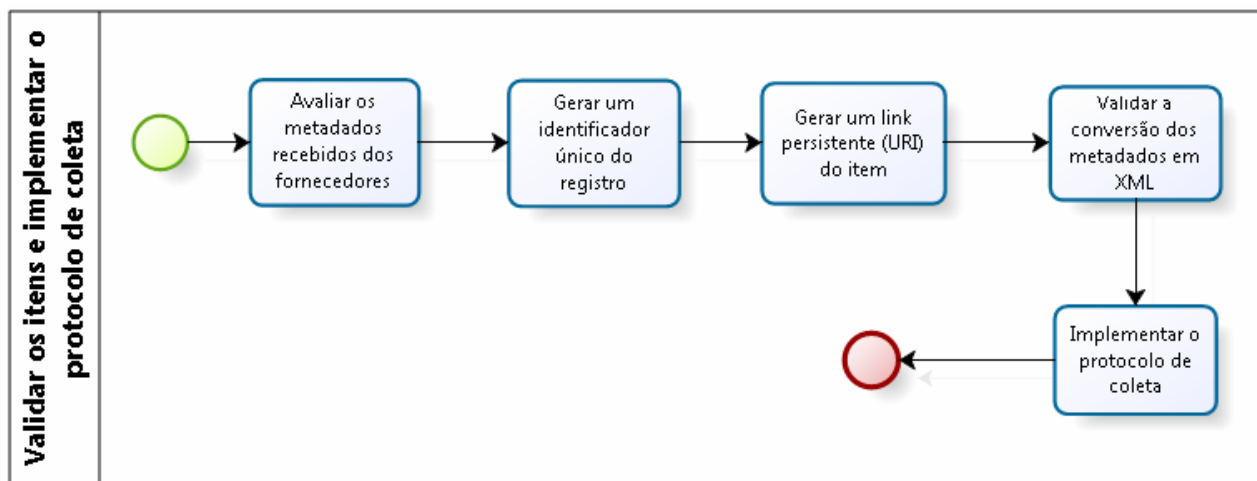 Validar os itens e implementar o
protocolo de coleta
Avaliar os
metadados
recebidos dos
fornecedores
Gerar um
identificador
único do
registro
Gerar um link
persistente (URI)
do item
Validar a
conversão dos
metadados em
XML
Implementar o
protocolo de
coleta